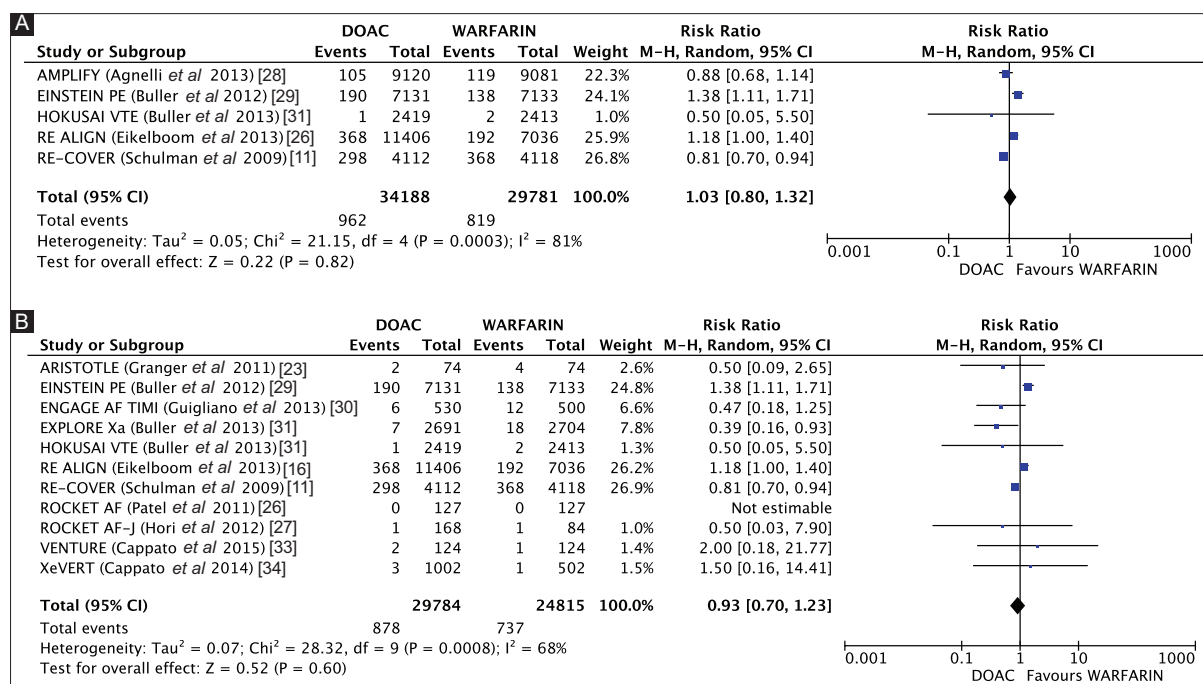 A
DOAC WARFARIN Risk Ratio Risk Ratio
Study or Subgroup Events Total Events Total Weight M-H, Random, 95% CI M-H, Random, 95% CI
AMPLIFY (Agnelli et al 2013) [28] 105 9120 119 9081 22.3% 0.88 [0.68, 1.14]
EINSTEIN PE (Buller et al 2012) [29] 190 7131 138 7133 24.1% 1.38 [1.11, 1.71]
HOKUSAI VTE (Buller et al 2013) [31] 1 2419 2 2413 1.0% 0.50 [0.05, 5.50]
RE ALIGN (Eikelboom et al 2013) [26] 368 11406 192 7036 25.9% 1.18 [1.00, 1.40]
RE-COVER (Schulman et al 2009) [11] 298 4112 368 4118 26.8% 0.81 [0.70, 0.94]
Total (95% CI) 34188 29781 100.0% 1.03 [0.80, 1.32]
Total events 962 819
Heterogeneity: Tau² = 0.05; Chi² = 21.15, df = 4 (P = 0.0003); I² = 81%
Test for overall effect: Z = 0.22 (P = 0.82)
0.001 0.1 1 10 1000
DOAC Favours WARFARIN
B
DOAC WARFARIN Risk Ratio Risk Ratio
Study or Subgroup Events Total Events Total Weight M-H, Random, 95% CI M-H, Random, 95% CI
ARISTOTLE (Granger et al 2011) [23] 2 74 4 74 2.6% 0.50 [0.09, 2.65]
EINSTEIN PE (Buller et al 2012) [29] 190 7131 138 7133 24.8% 1.38 [1.11, 1.71]
ENGAGE AF TIMI (Guigliano et al 2013) [30] 6 530 12 500 6.6% 0.47 [0.18, 1.25]
EXPLORE Xa (Buller et al 2013) [31] 7 2691 18 2704 7.8% 0.39 [0.16, 0.93]
HOKUSAI VTE (Buller et al 2013) [31] 1 2419 2 2413 1.3% 0.50 [0.05, 5.50]
RE ALIGN (Eikelboom et al 2013) [16] 368 11406 192 7036 26.2% 1.18 [1.00, 1.40]
RE-COVER (Schulman et al 2009) [11] 298 4112 368 4118 26.9% 0.81 [0.70, 0.94]
ROCKET AF (Patel et al 2011) [26] 0 127 0 127 Not estimable
ROCKET AF-J (Hori et al 2012) [27] 1 168 1 84 1.0% 0.50 [0.03, 7.90]
VENTURE (Cappato et al 2015) [33] 2 124 1 124 1.4% 2.00 [0.18, 21.77]
XeVERT (Cappato et al 2014) [34] 3 1002 1 502 1.5% 1.50 [0.16, 14.41]
Total (95% CI) 29784 24815 100.0% 0.93 [0.70, 1.23]
Total events 878 737
Heterogeneity: Tau² = 0.07; Chi² = 28.32, df = 9 (P = 0.0008); I² = 68%
Test for overall effect: Z = 0.52 (P = 0.60)
0.001 0.1 1 10 1000
DOAC Favours WARFARIN